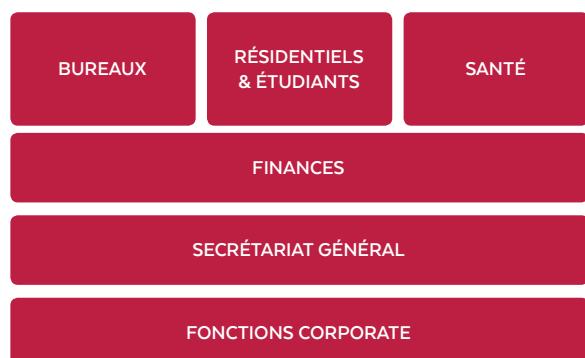 BUREAUX
RÉSIDENTIELS
& ÉTUDIANTS
SANTÉ
FINANCES
SECRÉTARIAT GÉNÉRAL
FONCTIONS CORPORATE